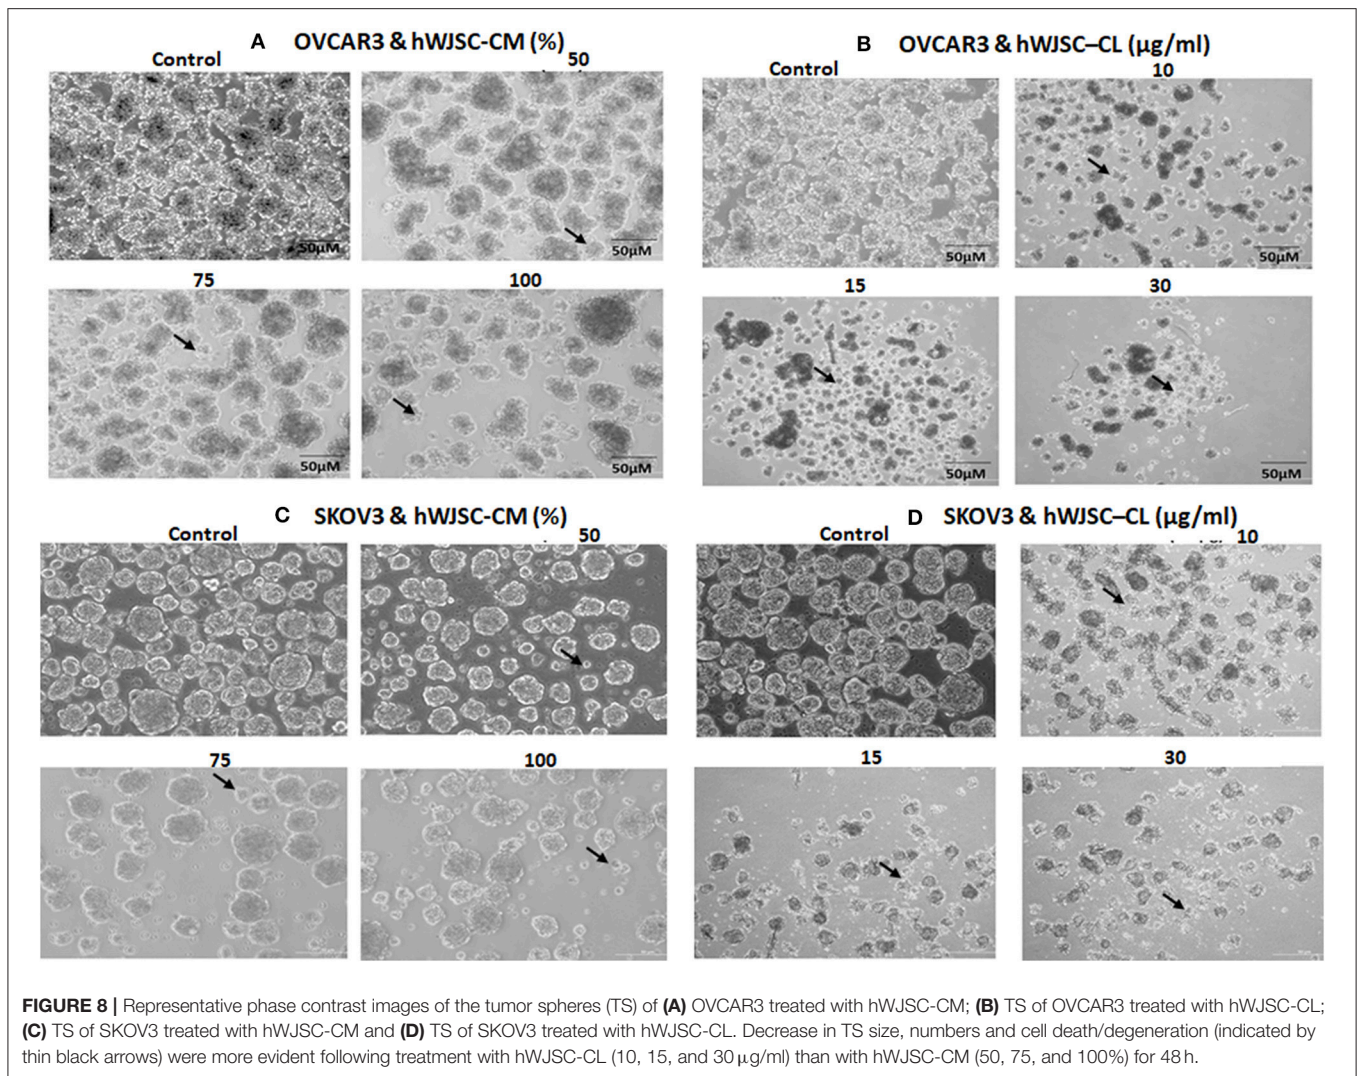 A OVCAR3 & hWJSC-CM (%)
Control
50
50µM
50µM
75
100
50µM
50µM
B OVCAR3 & hWJSC–CL (µg/ml)
Control
10
50µM
50µM
15
30
50µM
50µM
C SKOV3 & hWJSC-CM (%)
Control
50
75
100
D SKOV3 & hWJSC–CL (µg/ml)
Control
10
15
30
FIGURE 8 | Representative phase contrast images of the tumor spheres (TS) of (A) OVCAR3 treated with hWJSC-CM; (B) TS of OVCAR3 treated with hWJSC-CL;
(C) TS of SKOV3 treated with hWJSC-CM and (D) TS of SKOV3 treated with hWJSC-CL. Decrease in TS size, numbers and cell death/degeneration (indicated by
thin black arrows) were more evident following treatment with hWJSC-CL (10, 15, and 30 µg/ml) than with hWJSC-CM (50, 75, and 100%) for 48 h.